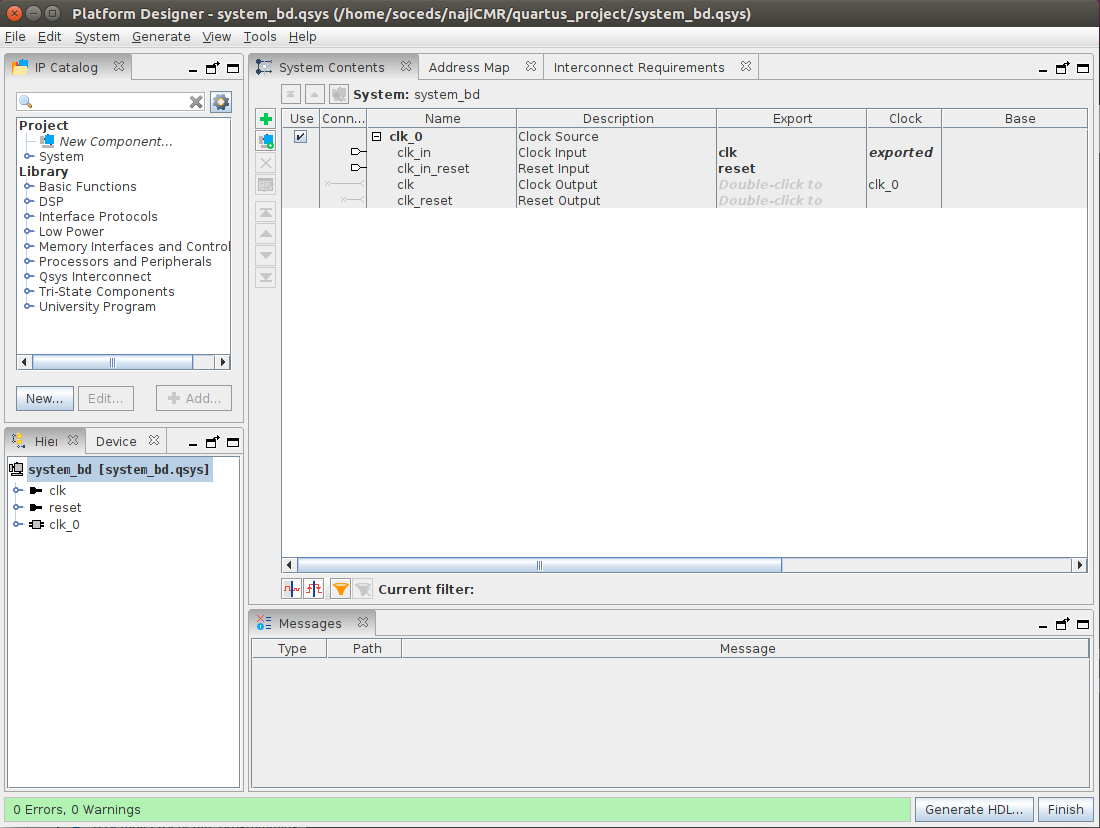 Platform Designer - system_bd.qsys (/home/soceds/najiCMR/quartus_project/system_bd.qsys)
File Edit System Generate View Tools Help
IP Catalog
Project
New Component...
System
Library
Basic Functions
DSP
Interface Protocols
Low Power
Memory Interfaces and Control
Processors and Peripherals
Qsys Interconnect
Tri-State Components
University Program
New... Edit... Add...
Hier Device
system_bd [system_bd.qsys]
clk
reset
clk_0
System Contents Address Map Interconnect Requirements
System: system_bd
Use Conn... Name Description Export Clock Base
clk_0 Clock Source
clk_in Clock Input clk exported
clk_in_reset Reset Input reset
clk Clock Output Double-click to clk_0
clk_reset Reset Output Double-click to
Current filter:
Messages
Type Path Message
0 Errors, 0 Warnings
Generate HDL... Finish